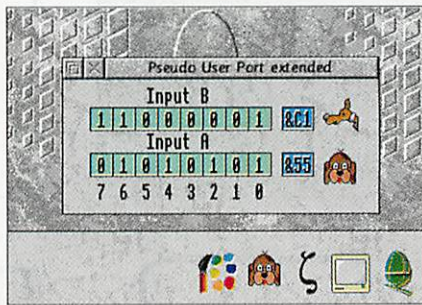 Pseudo User Port extended
Input B
1 1 0 0 0 0 0 1 &C1
Input A
0 1 0 1 0 1 0 1 &55
7 6 5 4 3 2 1 0